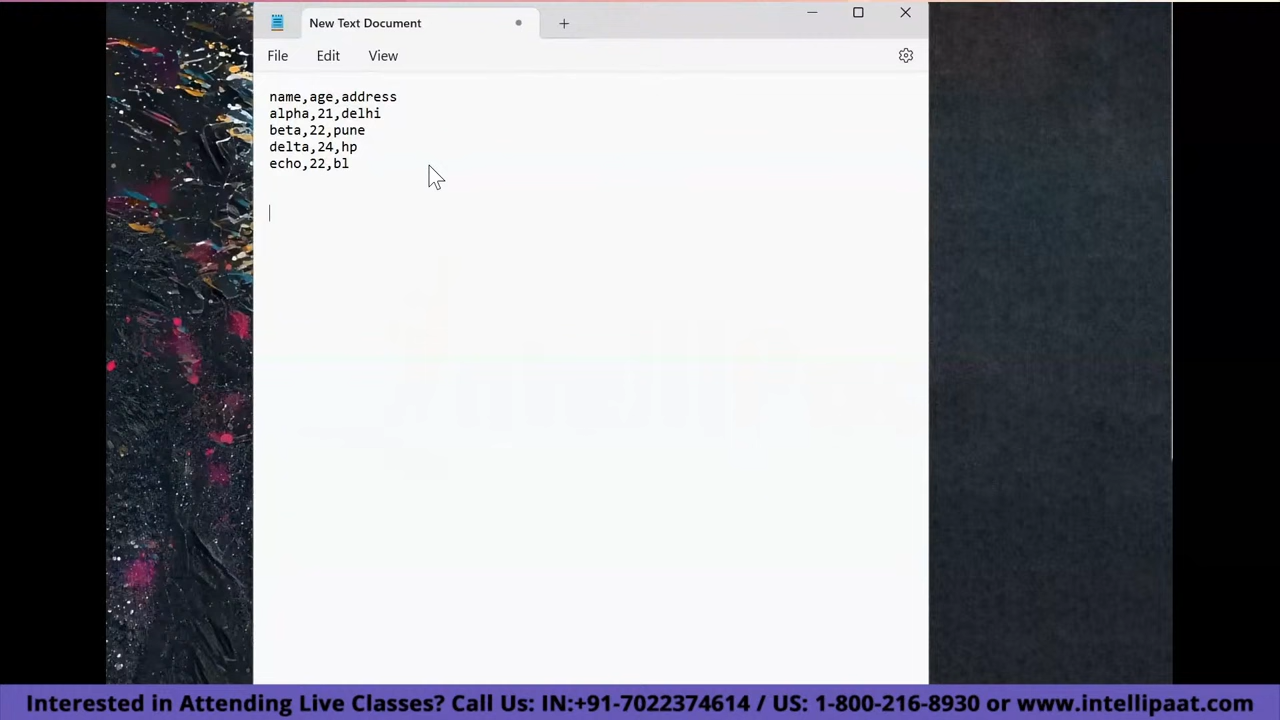 New Text Document
File Edit View
name,age,address
alpha,21,delhi
beta,22,pune
delta,24,hp
echo,22,bl
Interested in Attending Live Classes? Call Us: IN:+91-7022374614 / US: 1-800-216-8930 or www.intellipaat.com